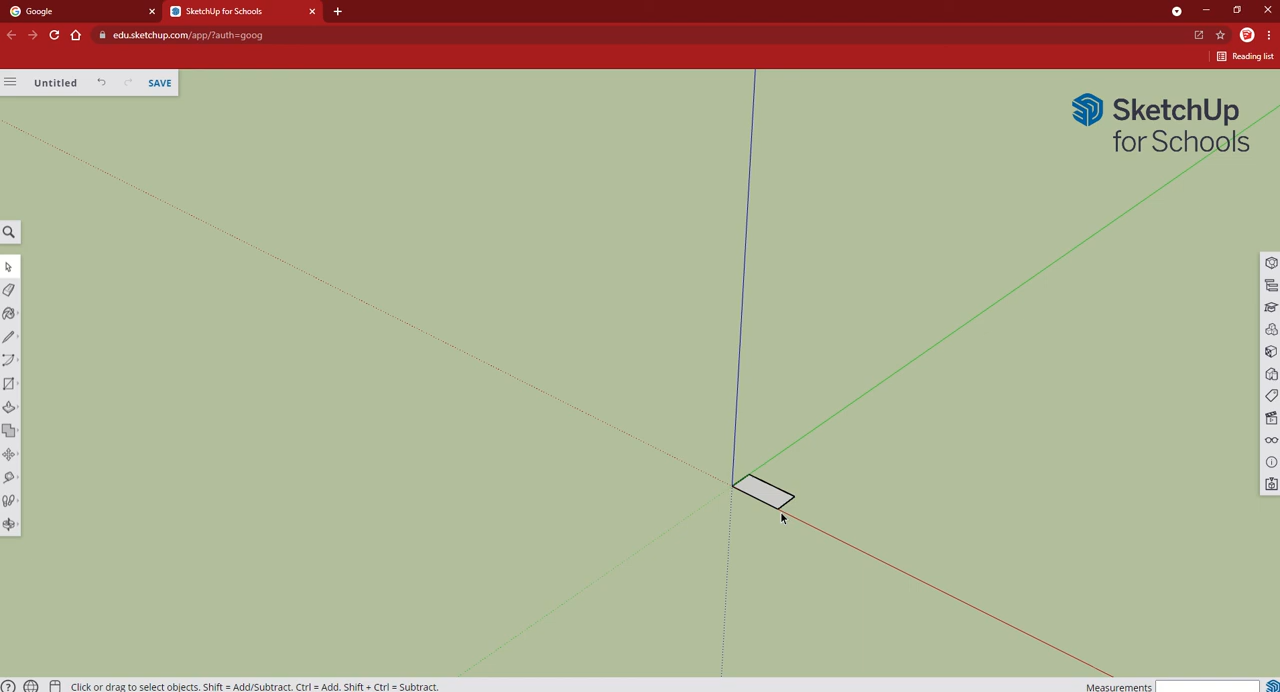 Google
SketchUp for Schools
edu.sketchup.com/app/?auth=goog
Reading list
Untitled
SAVE
SketchUp
for Schools
Click or drag to select objects. Shift = Add/Subtract. Ctrl = Add. Shift + Ctrl = Subtract.
Measurements